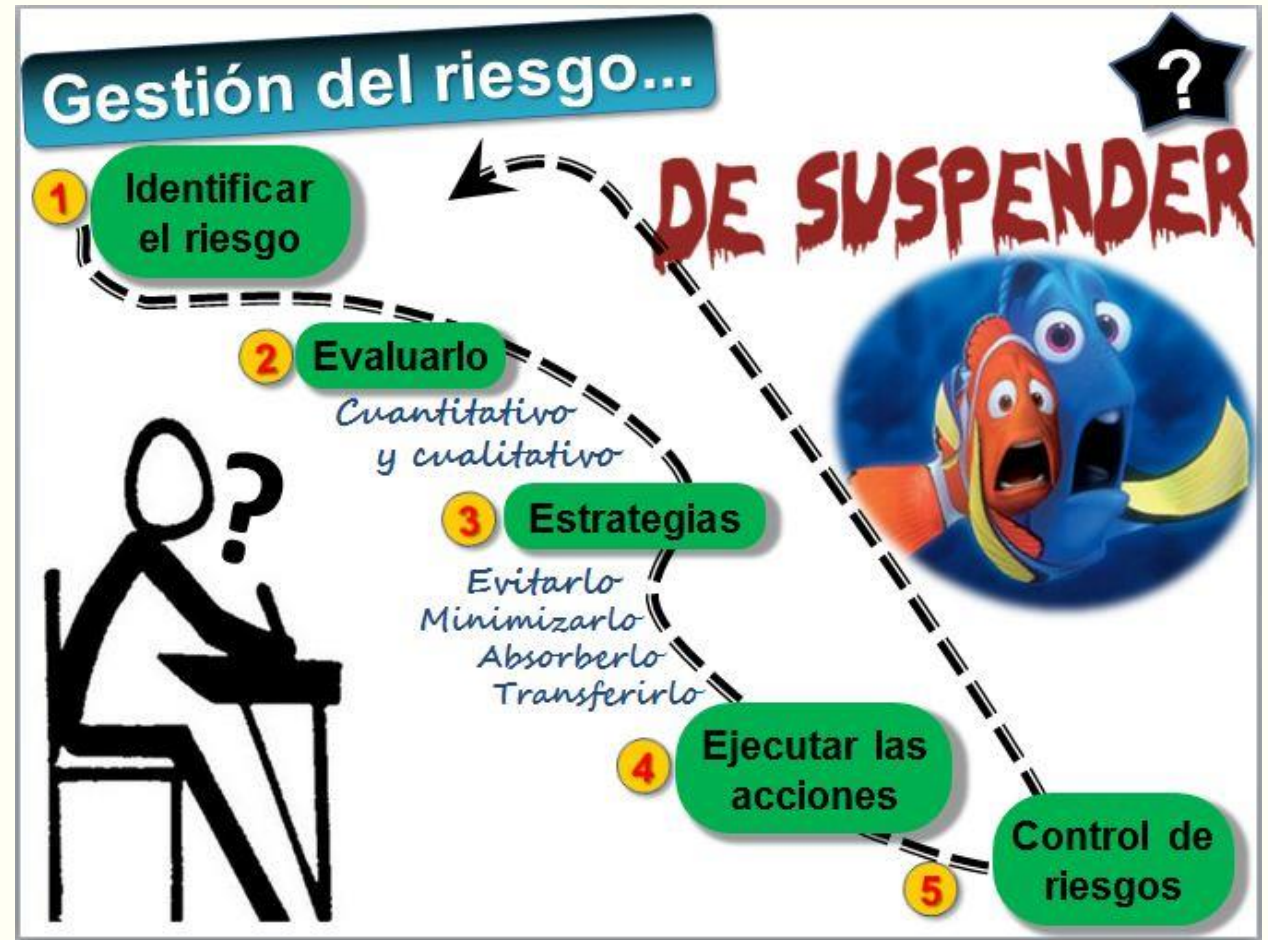 Gestión del riesgo...
?
DE SUSPENDER
1
Identificar
el riesgo
2
Evaluarlo
Cuantitativo
y cualitativo
?
3
Estrategias
Evitarlo
Minimizarlo
Absorberlo
Transferirlo
4
Ejecutar las
acciones
5
Control de
riesgos